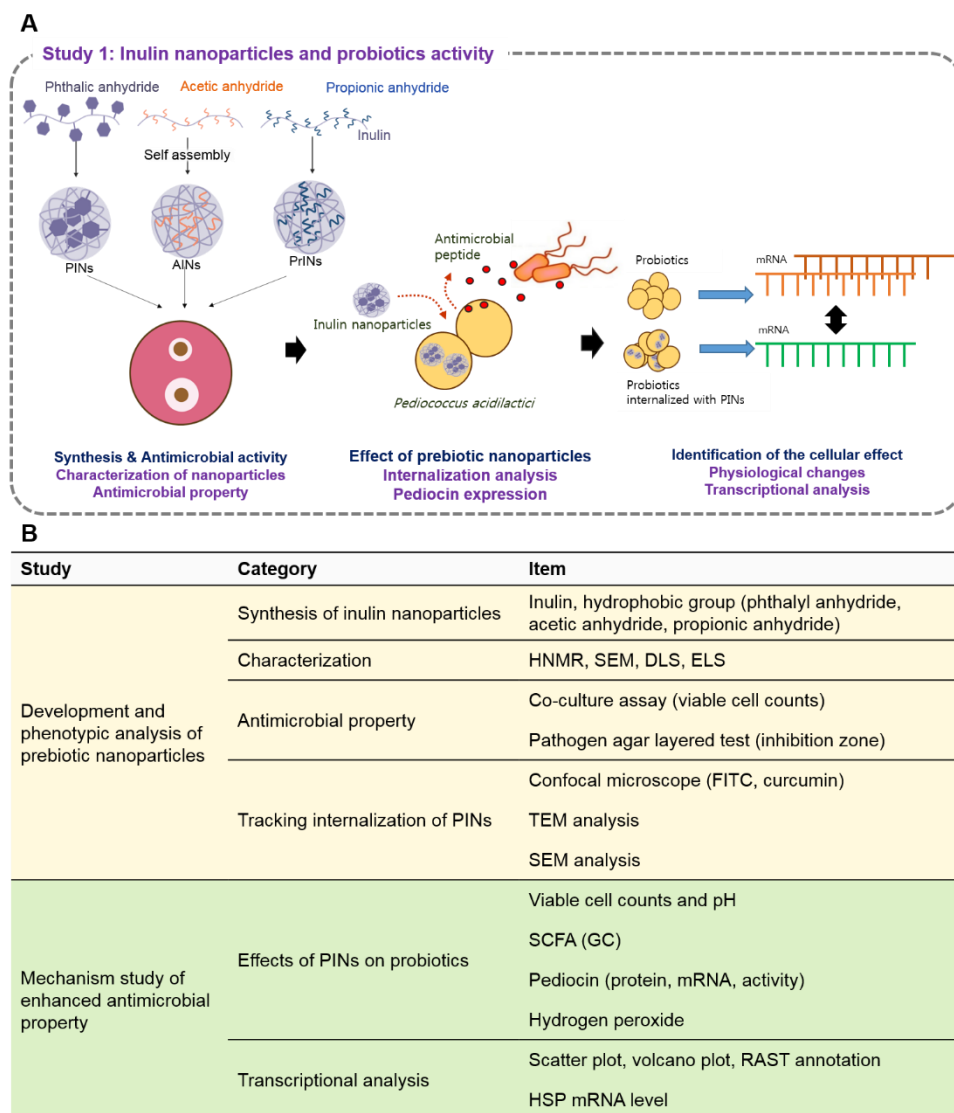 A
Study 1: Inulin nanoparticles and probiotics activity
Phthalic anhydride
Acetic anhydride
Propionic anhydride
Inulin
Self assembly
PINs
AINs
PrINs
Antimicrobial
peptide
Inulin nanoparticles
Pediococcus acidilactici
Probiotics
mRNA
mRNA
Probiotics
internalized with PINs
Synthesis & Antimicrobial activity
Characterization of nanoparticles
Antimicrobial property
Effect of prebiotic nanoparticles
Internalization analysis
Pediocin expression
Identification of the cellular effect
Physiological changes
Transcriptional analysis
B
Study Category Item
Development and
phenotypic analysis of
prebiotic nanoparticles
Synthesis of inulin nanoparticles
Inulin, hydrophobic group (phthalyl anhydride,
acetic anhydride, propionic anhydride)
Characterization
HNMR, SEM, DLS, ELS
Antimicrobial property
Co-culture assay (viable cell counts)
Pathogen agar layered test (inhibition zone)
Tracking internalization of PINs
Confocal microscope (FITC, curcumin)
TEM analysis
SEM analysis
Mechanism study of
enhanced antimicrobial
property
Effects of PINs on probiotics
Viable cell counts and pH
SCFA (GC)
Pediocin (protein, mRNA, activity)
Hydrogen peroxide
Transcriptional analysis
Scatter plot, volcano plot, RAST annotation
HSP mRNA level